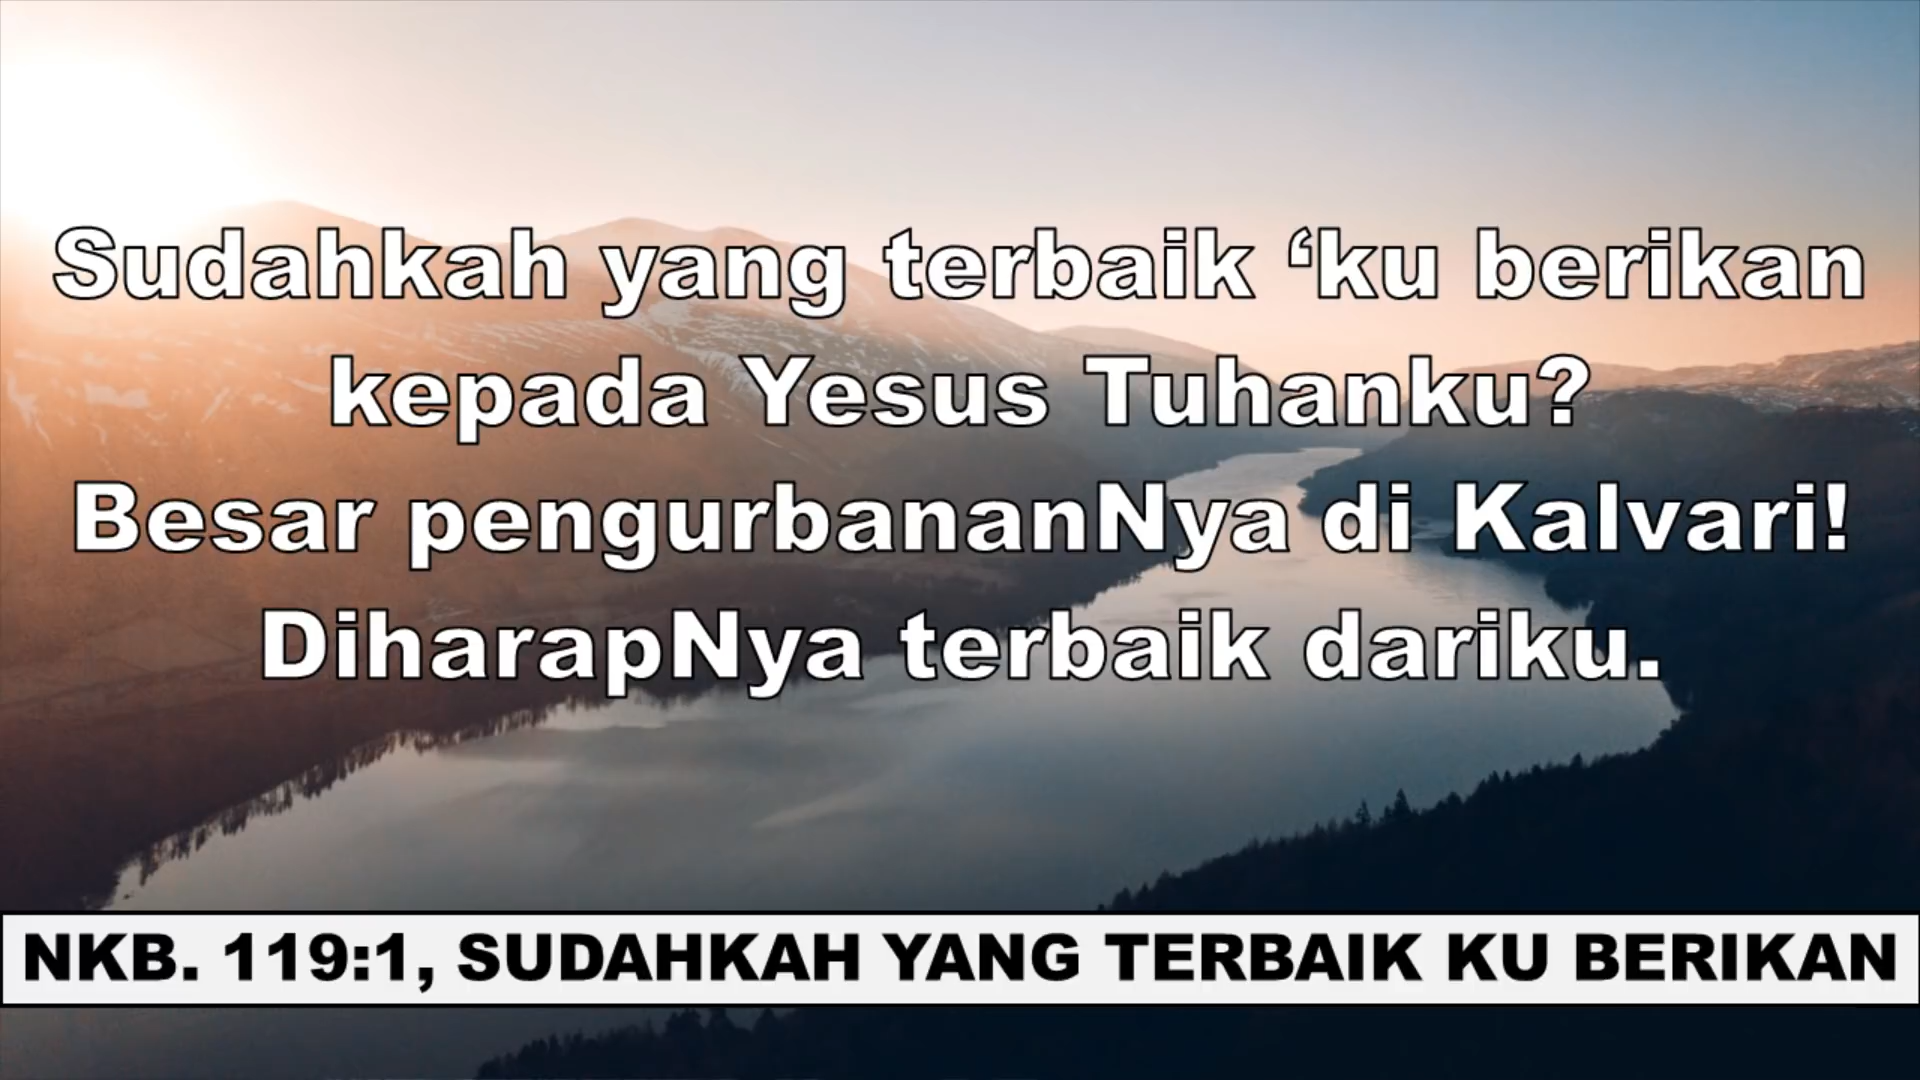 Sudahkah yang terbaik ‘ku berikan
kepada Yesus Tuhanku?
Besar pengurbananNya di Kalvari!
DiharapNya terbaik dariku.
NKB. 119:1, SUDAHKAH YANG TERBAIK KU BERIKAN